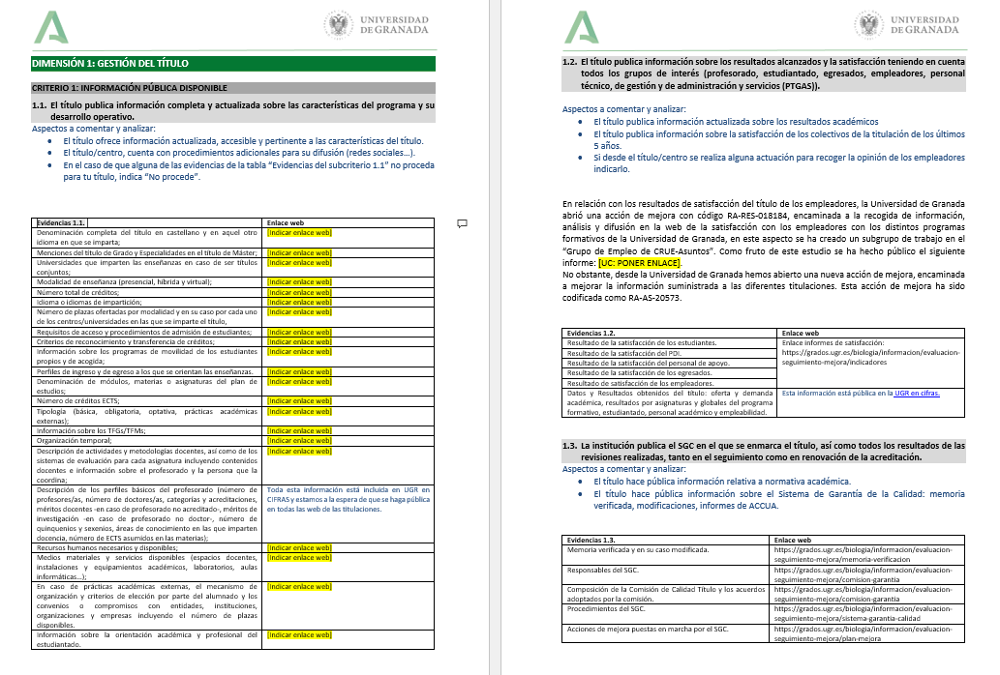 UNIVERSIDAD
DE GRANADA
DIMENSIÓN 1: GESTIÓN DEL TÍTULO
CRITERIO 1: INFORMACIÓN PÚBLICA DISPONIBLE
1.1. El título publica información completa y actualizada sobre las características del programa y su
desarrollo operativo.
Aspectos a comentar y analizar:
• El título ofrece información actualizada, accesible y pertinente a las características del título.
• El título/centro, cuenta con procedimientos adicionales para su difusión (redes sociales…).
• En el caso de que alguna de las evidencias de la tabla "Evidencias del subcriterio 1.1" no proceda
para tu título, indica "No procede".
Evidencias 1.1. Enlace web
Denominación completa del título en castellano y en aquel otro [Indicar enlace web]
idioma en que se imparta;
Menciones del título de Grado y Especialidades en el título de Máster; [Indicar enlace web]
Universidades que imparten las enseñanzas en caso de ser títulos [Indicar enlace web]
conjuntos;
Modalidad de enseñanza (presencial, híbrida y virtual); [Indicar enlace web]
Número total de créditos; [Indicar enlace web]
Idioma o idiomas de impartición; [Indicar enlace web]
Número de plazas ofertadas por modalidad y en su caso por cada uno [Indicar enlace web]
de los centros/universidades en las que se imparte el título,
Requisitos de acceso y procedimientos de admisión de estudiantes; [Indicar enlace web]
Criterios de reconocimiento y transferencia de créditos; [Indicar enlace web]
Información sobre los programas de movilidad de los estudiantes [Indicar enlace web]
propios y de acogida;
Perfiles de ingreso y de egreso a los que se orientan las enseñanzas. [Indicar enlace web]
Denominación de módulos, materias o asignaturas del plan de [Indicar enlace web]
estudios;
Número de créditos ECTS; [Indicar enlace web]
Tipología (básica, obligatoria, optativa, prácticas académicas [Indicar enlace web]
externas);
Información sobre los TFGs/TFMs; [Indicar enlace web]
Organización temporal; [Indicar enlace web]
Descripción de actividades y metodologías docentes, así como de los [Indicar enlace web]
sistemas de evaluación para cada asignatura incluyendo contenidos
docentes e información sobre el profesorado y la persona que la
coordina;
Descripción de los perfiles básicos del profesorado (número de Toda esta información está incluida en UGR en
profesores/as, número de doctores/as, categorías y acreditaciones, CIFRAS y estamos a la espera de que se haga pública
méritos docentes -en caso de profesorado no acreditado-, méritos de en todas las web de las titulaciones.
investigación -en caso de profesorado no doctor-, número de
quinquenios y sexenios, áreas de conocimiento en las que imparten
docencia, número de ECTS asumidos en las materias);
Recursos humanos necesarios y disponibles; [Indicar enlace web]
Medios materiales y servicios disponibles (espacios docentes, [Indicar enlace web]
instalaciones y equipamientos académicos, laboratorios, aulas
informáticas…);
En caso de prácticas académicas externas, el mecanismo de [Indicar enlace web]
organización y criterios de elección por parte del alumnado y los
convenios o compromisos con entidades, instituciones,
organizaciones y empresas incluyendo el número de plazas
disponibles.
Información sobre la orientación académica y profesional del [Indicar enlace web]
estudiantado.
UNIVERSIDAD
DE GRANADA
1.2. El título publica información sobre los resultados alcanzados y la satisfacción teniendo en cuenta
todos los grupos de interés (profesorado, estudiantado, egresados, empleadores, personal
técnico, de gestión y de administración y servicios (PTGAS)).
Aspectos a comentar y analizar:
• El título publica información actualizada sobre los resultados académicos
• El título publica información sobre la satisfacción de los colectivos de la titulación de los últimos
5 años.
• Si desde el título/centro se realiza alguna actuación para recoger la opinión de los empleadores
indicarlo.
En relación con los resultados de satisfacción del título de los empleadores, la Universidad de Granada
abrió una acción de mejora con código RA-RES-018184, encaminada a la recogida de información,
análisis y difusión en la web de la satisfacción con los empleadores con los distintos programas
formativos de la Universidad de Granada, en este aspecto se ha creado un subgrupo de trabajo en el
"Grupo de Empleo de CRUE-Asuntos". Como fruto de este estudio se ha hecho público el siguiente
informe: [UC: PONER ENLACE].
No obstante, desde la Universidad de Granada hemos abierto una nueva acción de mejora, encaminada
a mejorar la información suministrada a las diferentes titulaciones. Esta acción de mejora ha sido
codificada como RA-AS-20573.
Evidencias 1.2. Enlace web
Resultado de la satisfacción de los estudiantes. Enlace informes de satisfacción:
Resultado de la satisfacción del PDI. https://grados.ugr.es/biologia/informacion/evaluacion-
Resultado de la satisfacción del personal de apoyo. seguimiento-mejora/indicadores
Resultado de la satisfacción de los egresados.
Resultado de satisfacción de los empleadores.
Datos y Resultados obtenidos del título: oferta y demanda Esta información está pública en la UGR en cifras.
académica, resultados por asignaturas y globales del programa
formativo, estudiantado, personal académico y empleabilidad.
1.3. La institución publica el SGC en el que se enmarca el título, así como todos los resultados de las
revisiones realizadas, tanto en el seguimiento como en renovación de la acreditación.
Aspectos a comentar y analizar:
• El título hace pública información relativa a normativa académica.
• El título hace pública información sobre el Sistema de Garantía de la Calidad: memoria
verificada, modificaciones, informes de ACCUA.
Evidencias 1.3. Enlace web
Memoria verificada y en su caso modificada. https://grados.ugr.es/biologia/informacion/evaluacion-
seguimiento-mejora/memoria-verificacion
Responsables del SGC. https://grados.ugr.es/biologia/informacion/evaluacion-
seguimiento-mejora/comision-garantia
Composición de la Comisión de Calidad Título y los acuerdos https://grados.ugr.es/biologia/informacion/evaluacion-
adoptados por la comisión. seguimiento-mejora/comision-garantia
Procedimientos del SGC. https://grados.ugr.es/biologia/informacion/evaluacion-
seguimiento-mejora/sistema-garantia-calidad
Acciones de mejora puestas en marcha por el SGC. https://grados.ugr.es/biologia/informacion/evaluacion-
seguimiento-mejora/plan-mejora